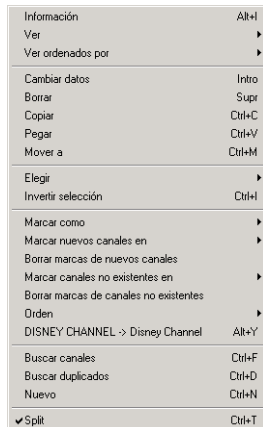 Información Alt+I
Ver
Ver ordenados por
Cambiar datos Intro
Borrar Supr
Copiar Ctrl+C
Pegar Ctrl+V
Mover a Ctrl+M
Elegir
Invertir selección Ctrl+I
Marcar como
Marcar nuevos canales en
Borrar marcas de nuevos canales
Marcar canales no existentes en
Borrar marcas de canales no existentes
Orden
DISNEY CHANNEL -> Disney Channel Alt+Y
Buscar canales Ctrl+F
Buscar duplicados Ctrl+D
Nuevo Ctrl+N
Split Ctrl+T